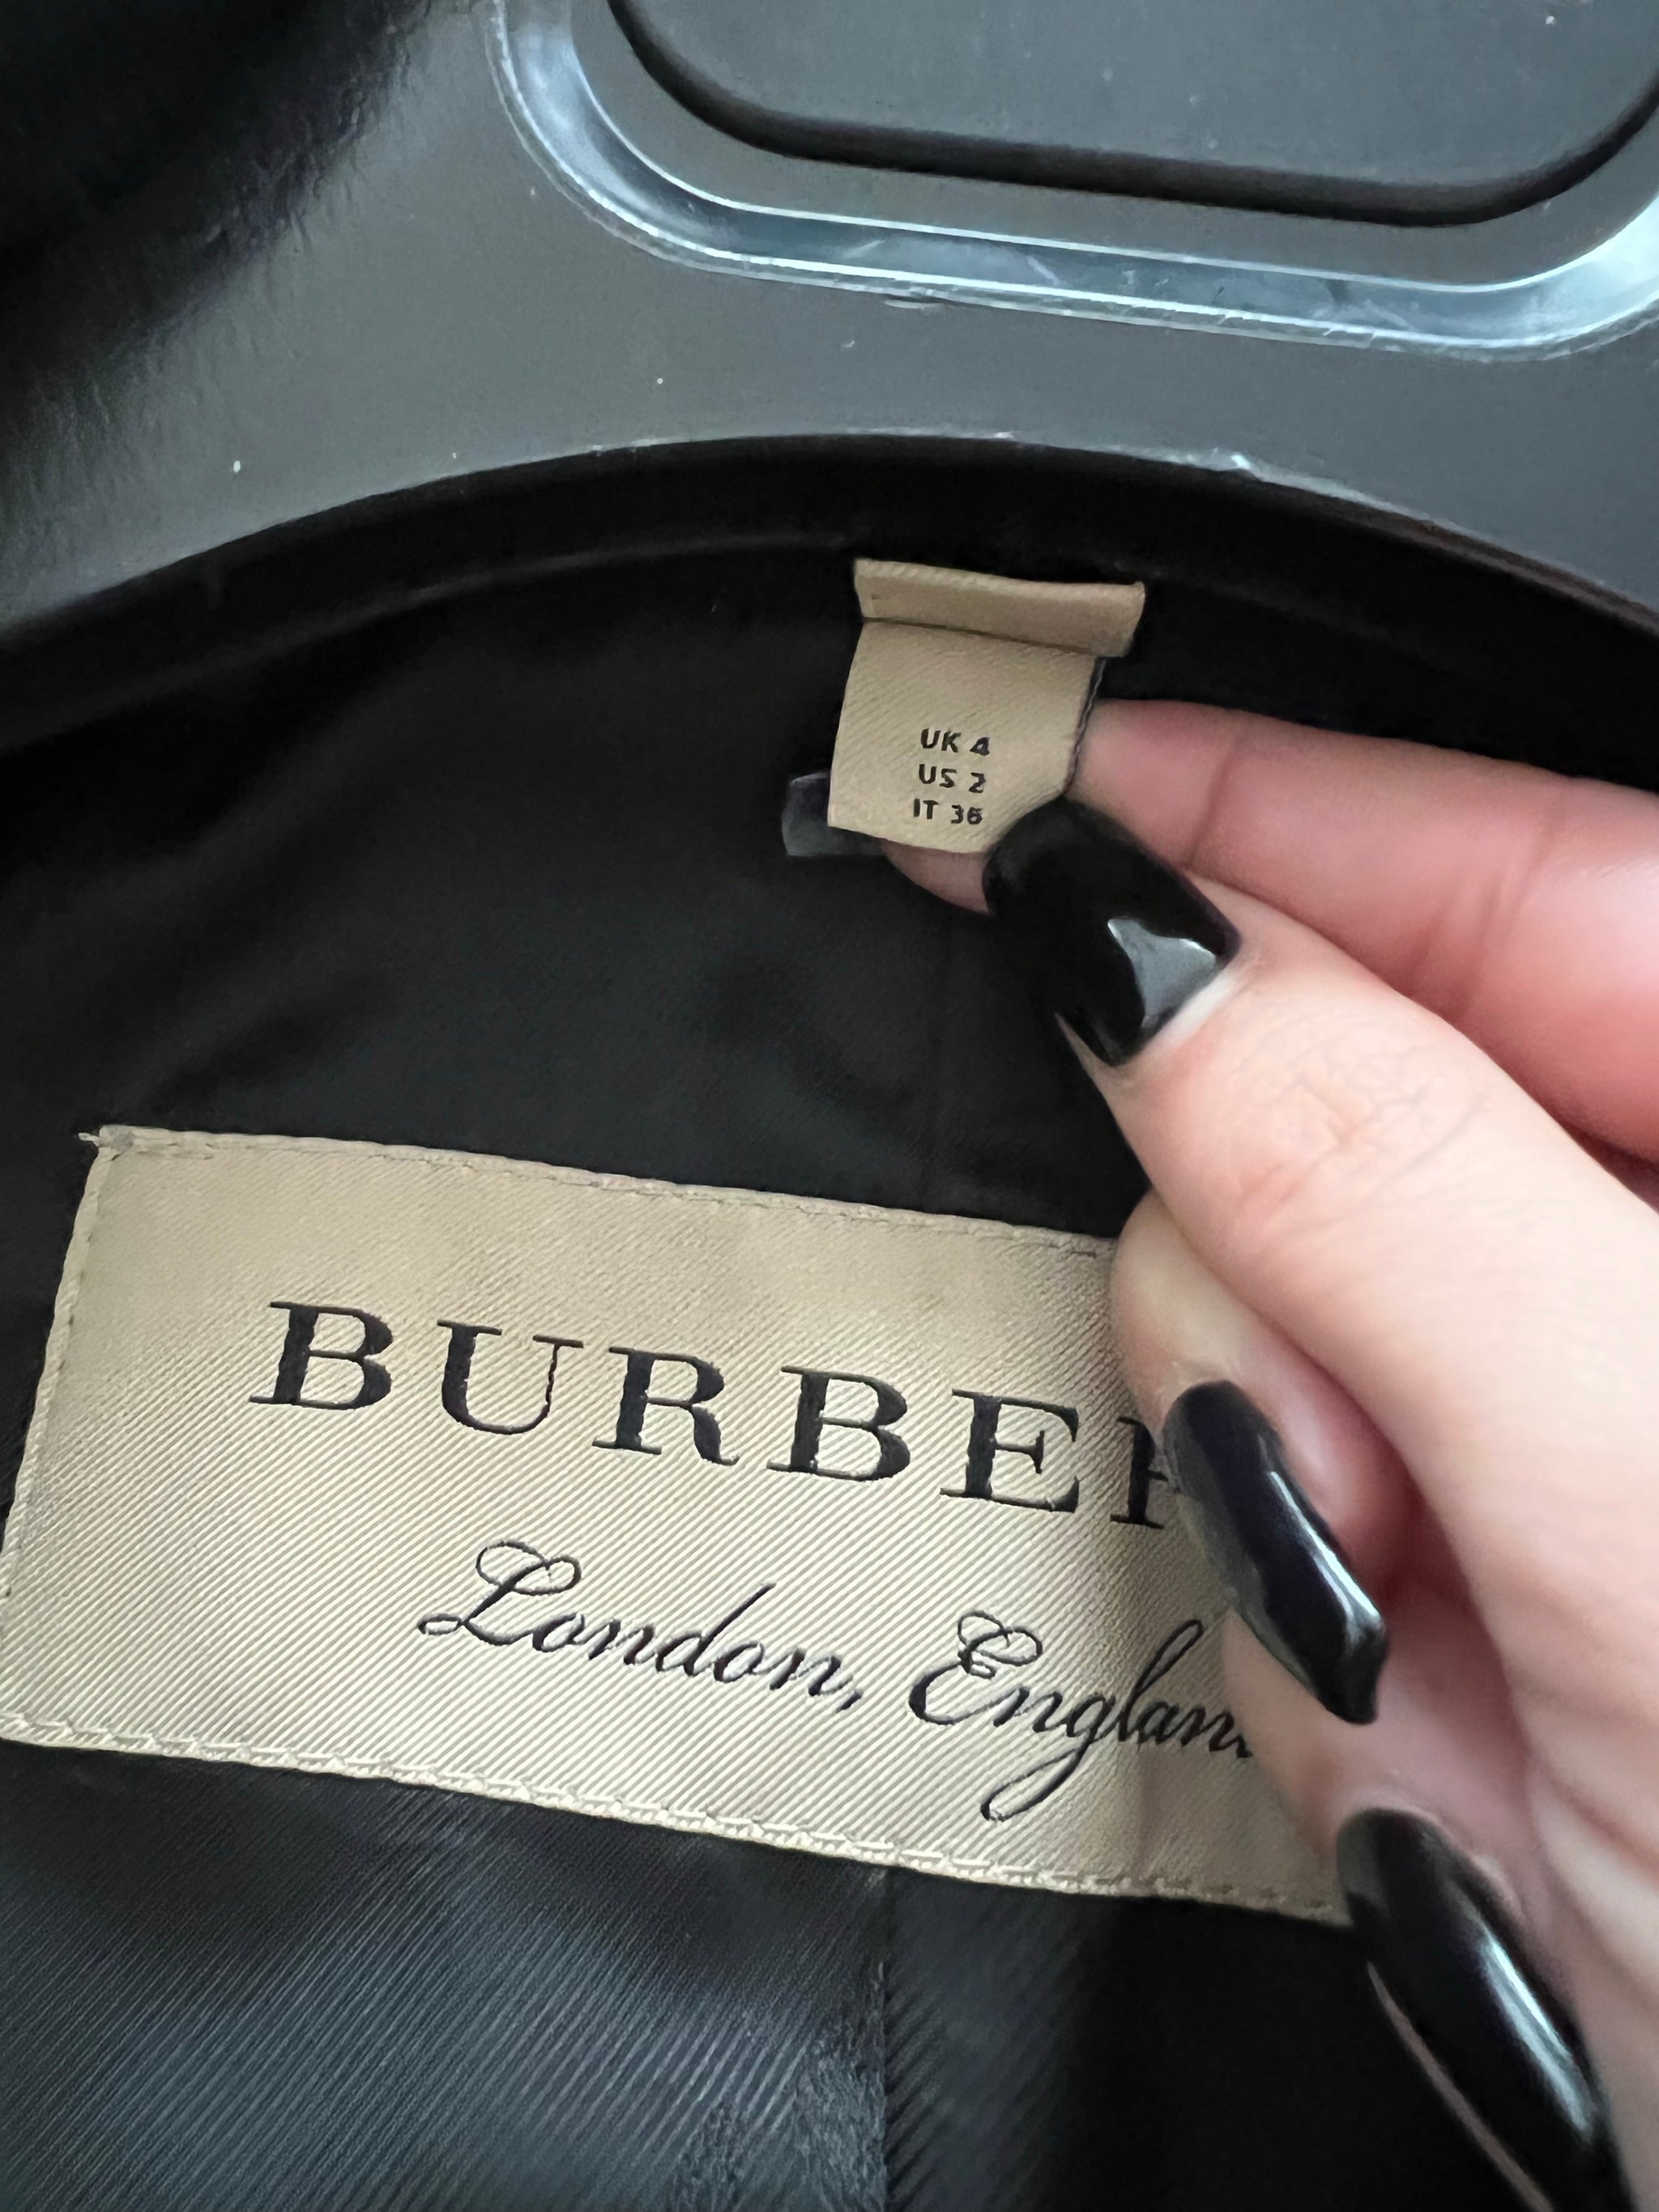 UK 4
US 2
IT 36
BURBER
London, Englan